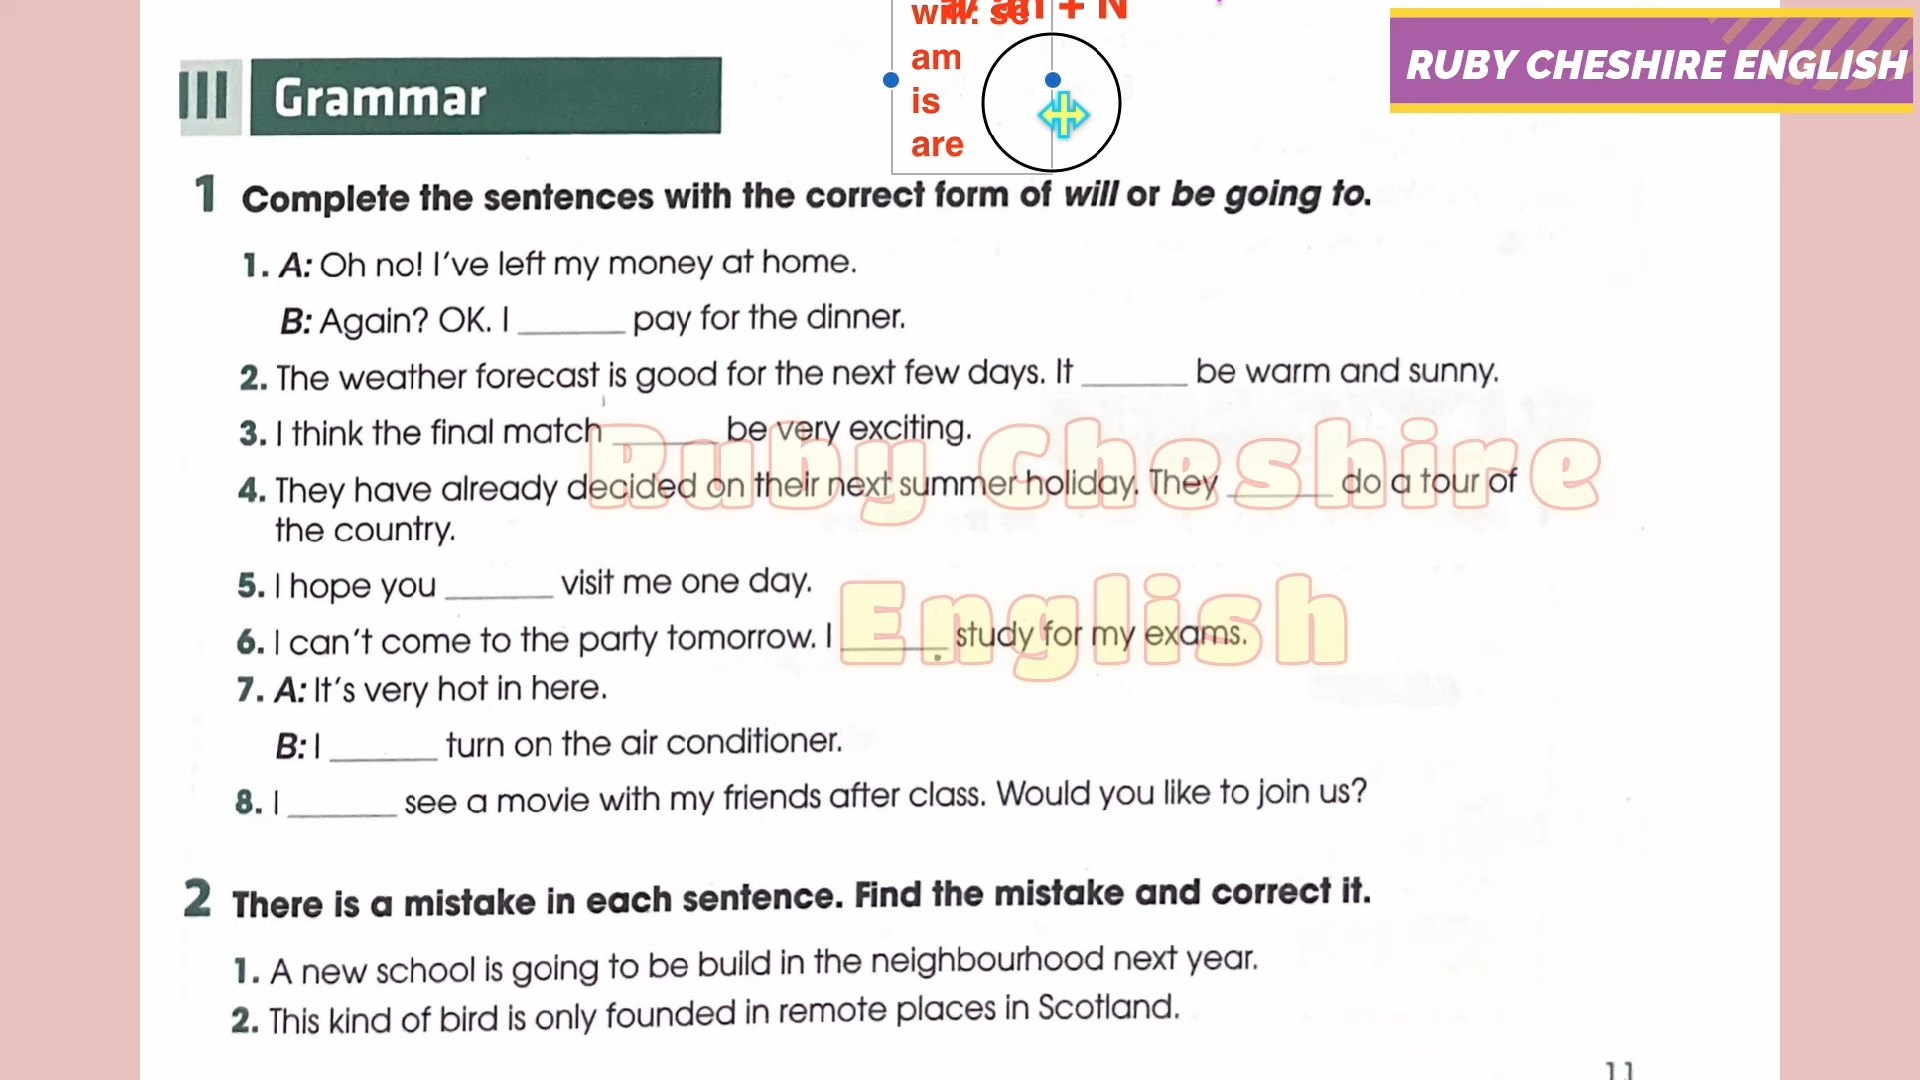 am
is
are
RUBY CHESHIRE ENGLISH
III Grammar
1 Complete the sentences with the correct form of will or be going to.
1. A: Oh no! I've left my money at home.
B: Again? OK. I ______ pay for the dinner.
2. The weather forecast is good for the next few days. It ______ be warm and sunny.
3. I think the final match ______ be very exciting.
4. They have already decided on their next summer holiday. They ______ do a tour of
the country.
5. I hope you ______ visit me one day.
6. I can't come to the party tomorrow. I ______ study for my exams.
7. A: It's very hot in here.
B: I ______ turn on the air conditioner.
8. I ______ see a movie with my friends after class. Would you like to join us?
Ruby Cheshire
English
2 There is a mistake in each sentence. Find the mistake and correct it.
1. A new school is going to be build in the neighbourhood next year.
2. This kind of bird is only founded in remote places in Scotland.
11